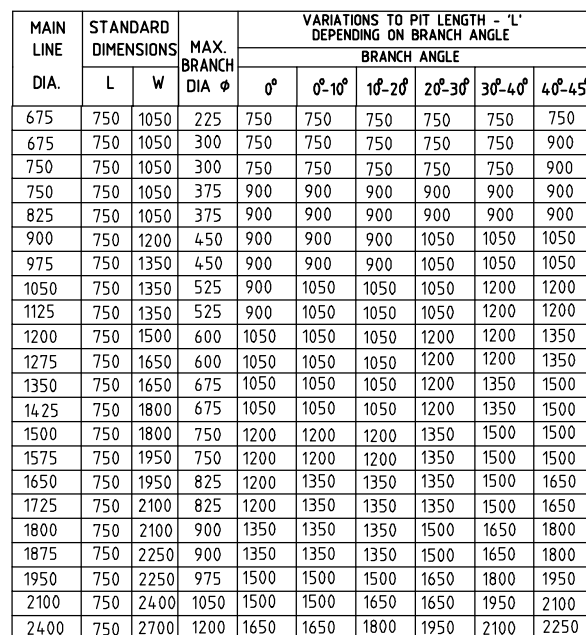 MAIN LINE DIA. STANDARD DIMENSIONS MAX. BRANCH DIA ϕ VARIATIONS TO PIT LENGTH - 'L' DEPENDING ON BRANCH ANGLE
BRANCH ANGLE
L W 0° 0°-10° 10°-20° 20°-30° 30°-40° 40°-45°
675 750 1050 225 750 750 750 750 750 750
675 750 1050 300 750 750 750 750 750 900
750 750 1050 300 750 750 750 750 750 900
750 750 1050 375 900 900 900 900 900 900
825 750 1050 375 900 900 900 900 900 900
900 750 1200 450 900 900 900 1050 1050 1050
975 750 1350 450 900 900 900 1050 1050 1050
1050 750 1350 525 900 1050 1050 1050 1200 1200
1125 750 1350 525 900 1050 1050 1050 1200 1200
1200 750 1500 600 1050 1050 1050 1200 1200 1350
1275 750 1650 600 1050 1050 1050 1200 1200 1350
1350 750 1650 675 1050 1050 1050 1200 1350 1500
1425 750 1800 675 1050 1050 1050 1200 1350 1500
1500 750 1800 750 1200 1200 1200 1350 1500 1500
1575 750 1950 750 1200 1200 1200 1350 1500 1500
1650 750 1950 825 1200 1350 1350 1350 1500 1650
1725 750 2100 825 1200 1350 1350 1350 1500 1650
1800 750 2100 900 1350 1350 1350 1500 1650 1800
1875 750 2250 900 1350 1350 1350 1500 1650 1800
1950 750 2250 975 1500 1500 1500 1650 1800 1950
2100 750 2400 1050 1500 1500 1650 1650 1950 2100
2400 750 2700 1200 1650 1650 1800 1950 2100 2250